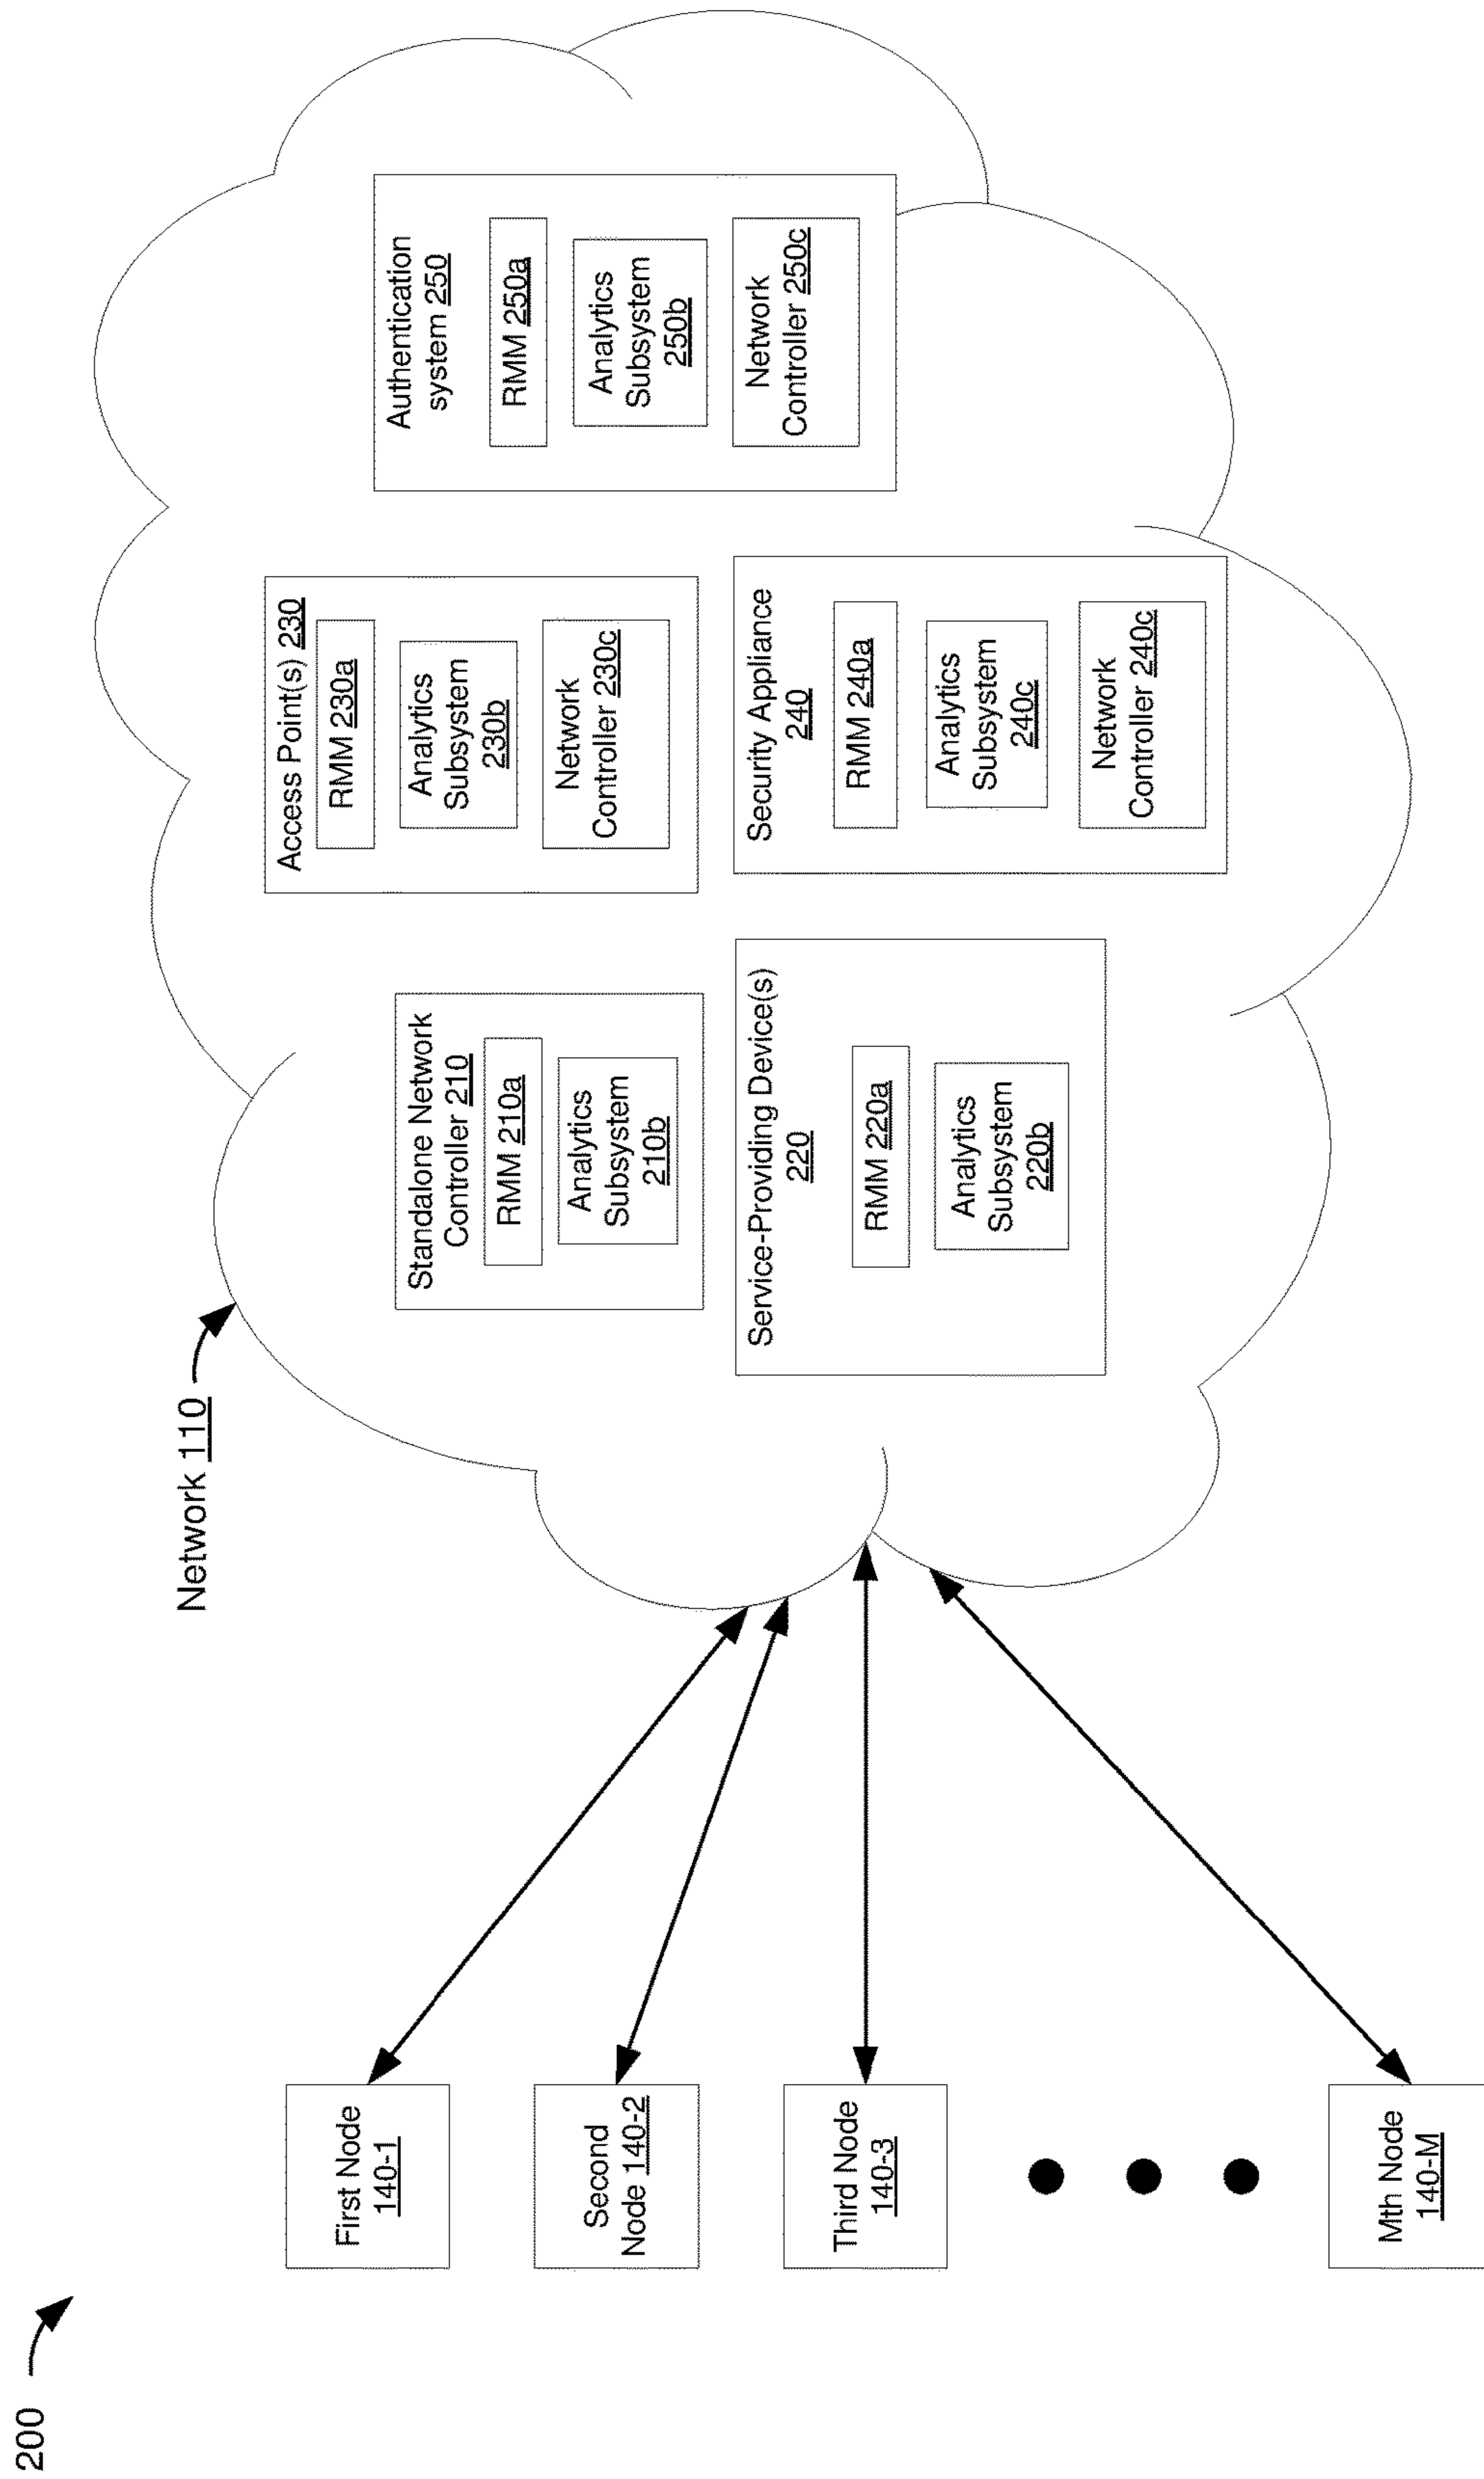 200
Network 110
First Node
140-1
Second
Node 140-2
Third Node
140-3
Mth Node
140-M
Standalone Network
Controller 210
RMM 210a
Analytics
Subsystem
210b
Service-Providing Device(s)
220
RMM 220a
Analytics
Subsystem
220b
Access Point(s) 230
RMM 230a
Analytics
Subsystem
230b
Network
Controller 230c
Security Appliance
240
RMM 240a
Analytics
Subsystem
240c
Network
Controller 240c
Authentication
system 250
RMM 250a
Analytics
Subsystem
250b
Network
Controller 250c